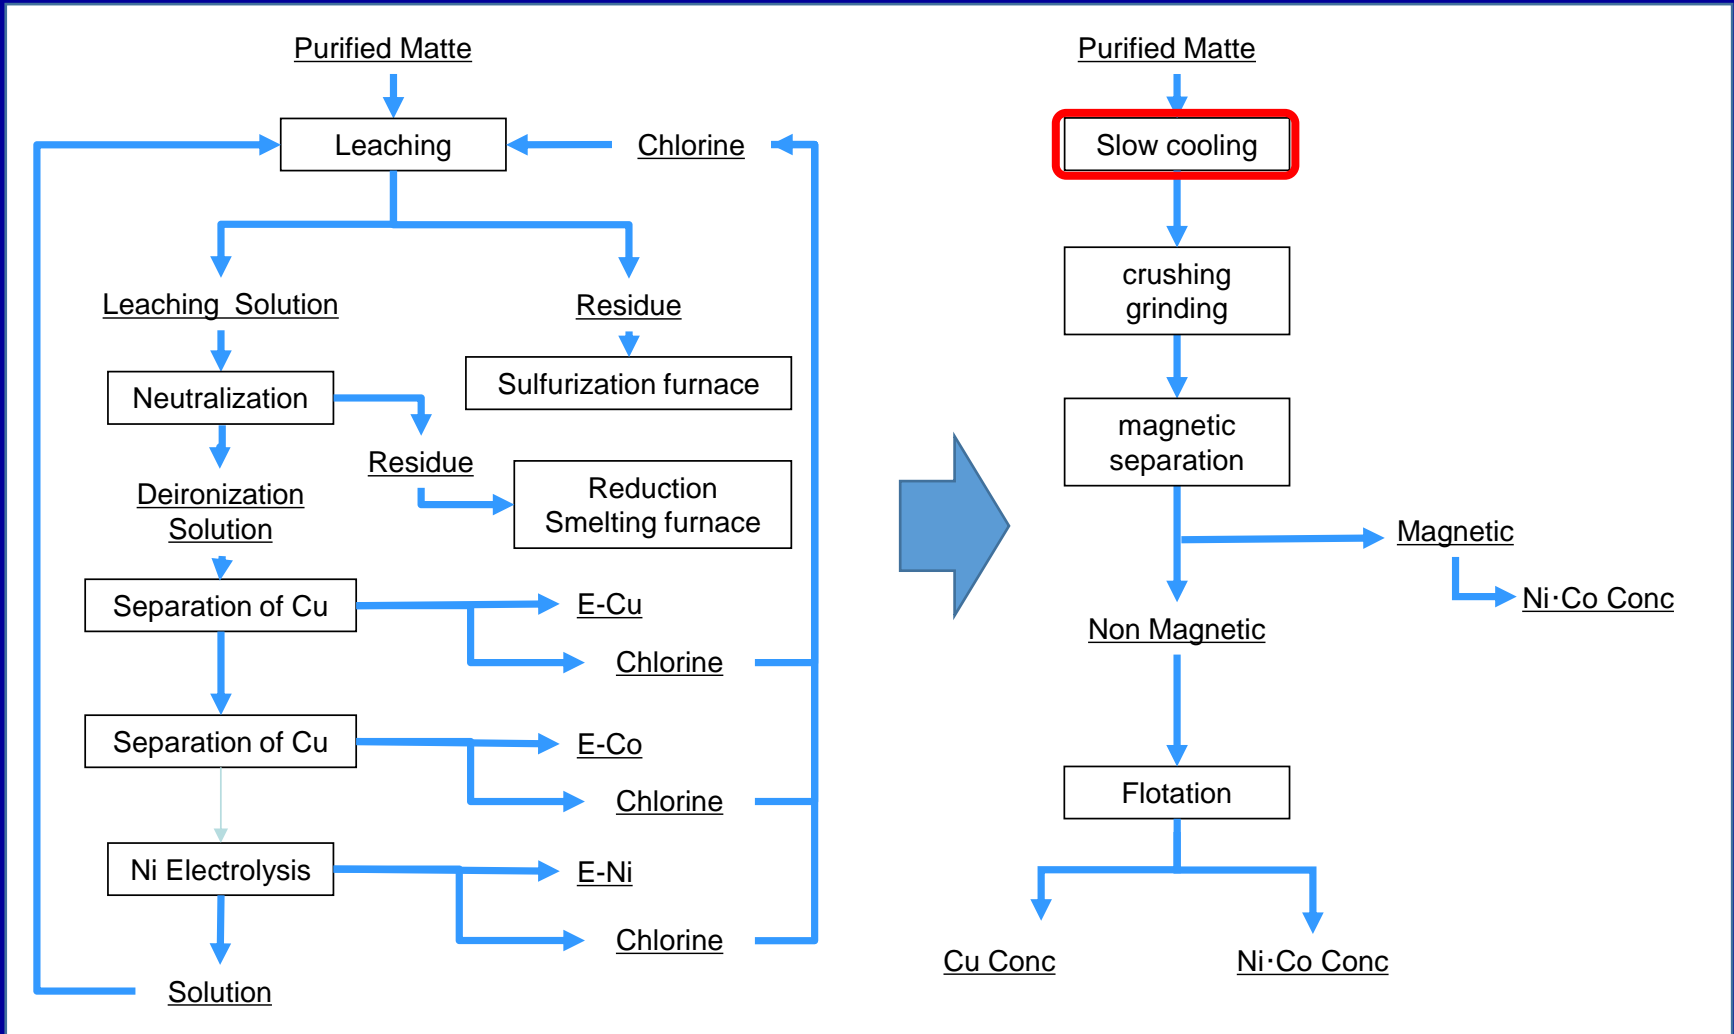 Purified Matte
Leaching
Chlorine
Leaching Solution
Residue
Sulfurization furnace
Neutralization
Residue
Reduction
Smelting furnace
Deironization
Solution
Separation of Cu
E-Cu
Chlorine
Separation of Cu
E-Co
Chlorine
Ni Electrolysis
E-Ni
Chlorine
Solution
Purified Matte
Slow cooling
crushing
grinding
magnetic
separation
Magnetic
Ni·Co Conc
Non Magnetic
Flotation
Cu Conc
Ni·Co Conc